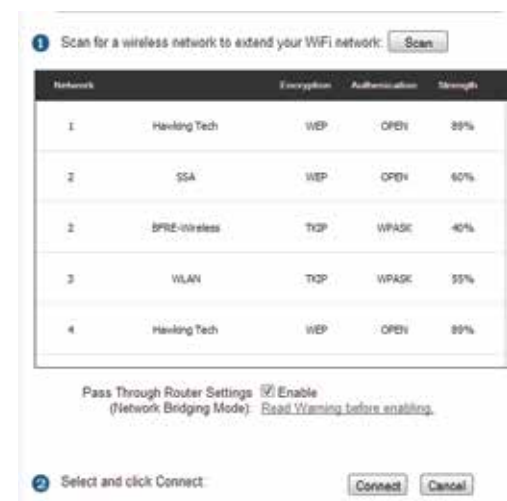 1 Scan for a wireless network to extend your WiFi network: Scan
Network Encryption Authentication Strength
1 Hawking Tech WEP OPEN 89%
2 SSA WEP OPEN 60%
2 BFRE-Wireless TKIP WPASK 40%
3 WLAN TKIP WPASK 55%
4 Hawking Tech WEP OPEN 89%
Pass Through Router Settings Enable
(Network Bridging Mode): Read Warning before enabling.
2 Select and click Connect: Connect Cancel